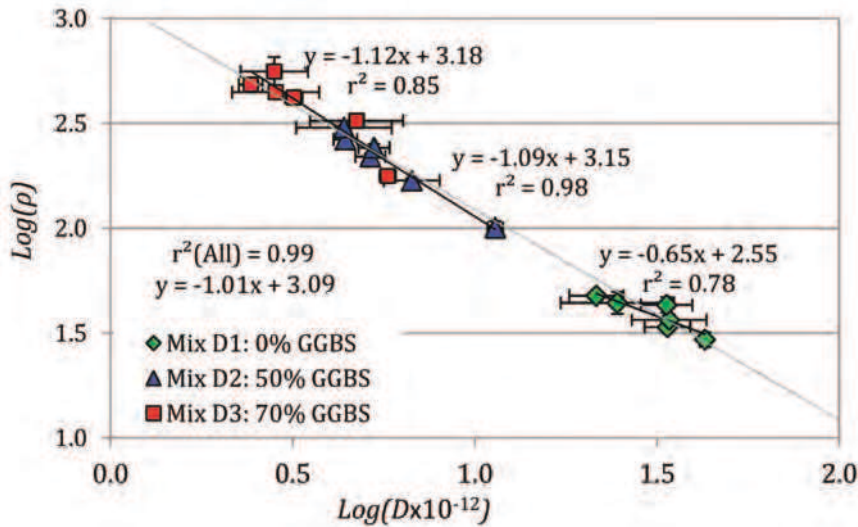 3.0
y = -1.12x + 3.18
r² = 0.85
2.5
y = -1.09x + 3.15
r² = 0.98
Log(ρ)
2.0
r²(All) = 0.99
y = -1.01x + 3.09
y = -0.65x + 2.55
r² = 0.78
1.5
Mix D1: 0% GGBS
Mix D2: 50% GGBS
Mix D3: 70% GGBS
1.0
0.0 0.5 1.0 1.5 2.0
Log(Dx10⁻¹²)